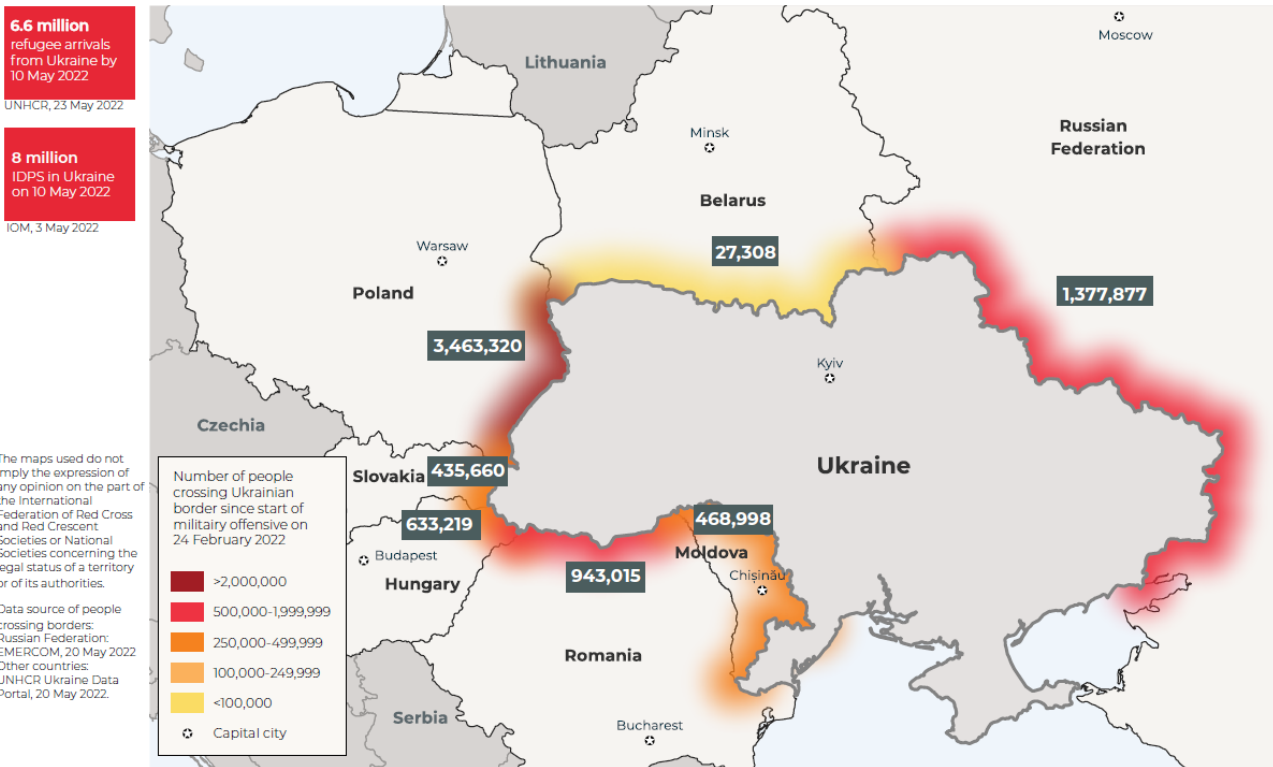 6.6 million
refugee arrivals
from Ukraine by
10 May 2022
UNHCR, 23 May 2022
8 million
IDPS in Ukraine
on 10 May 2022
IOM, 3 May 2022
The maps used do not
mply the expression of
any opinion on the part of
the International
Federation of Red Cross
and Red Crescent
Societies or National
Societies concerning the
egal status of a territory
or of its authorities.
Data source of people
crossing borders:
Russian Federation:
EMERCOM, 20 May 2022
Other countries:
UNHCR Ukraine Data
Portal, 20 May 2022.
Moscow
Lithuania
Russian
Federation
Minsk
Belarus
27,308
Warsaw
Poland
1,377,877
3,463,320
Kyiv
Czechia
Ukraine
Slovakia
435,660
633,219
468,998
Moldova
Budapest
Hungary
943,015
Chișinău
Romania
Serbia
Bucharest
Number of people
crossing Ukrainian
border since start of
militairy offensive on
24 February 2022
>2,000,000
500,000-1,999,999
250,000-499,999
100,000-249,999
<100,000
Capital city